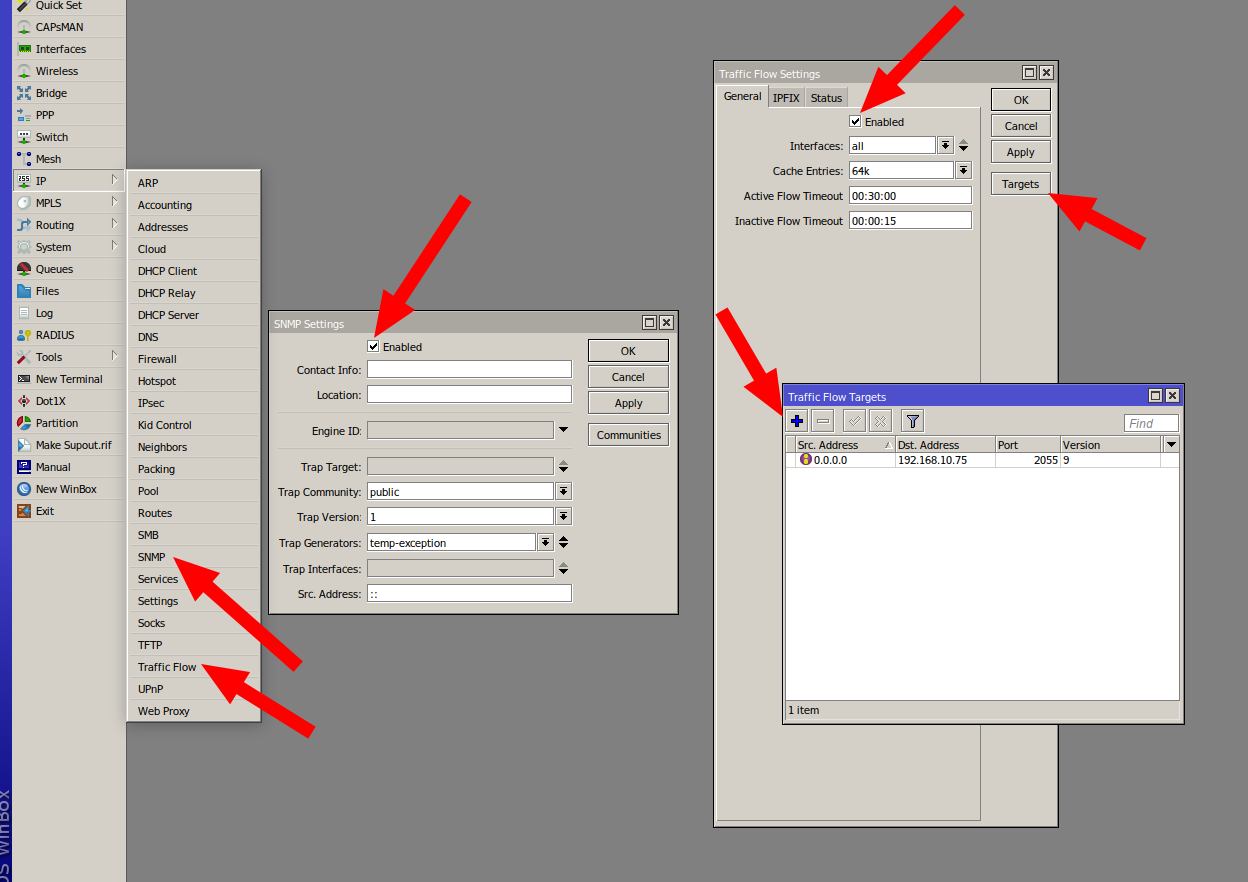 Quick Set
CAPsMAN
Interfaces
Wireless
Bridge
PPP
Switch
Mesh
IP
MPLS
Routing
System
Queues
Files
Log
RADIUS
Tools
New Terminal
Dot1X
Partition
Make Supout.rif
Manual
New WinBox
Exit
OS WinBox
ARP
Accounting
Addresses
Cloud
DHCP Client
DHCP Relay
DHCP Server
DNS
Firewall
Hotspot
IPsec
Kid Control
Neighbors
Packing
Pool
Routes
SMB
SNMP
Services
Settings
Socks
TFTP
Traffic Flow
UPnP
Web Proxy
SNMP Settings
Enabled
Contact Info:
Location:
Engine ID:
Trap Target:
Trap Community: public
Trap Version: 1
Trap Generators: temp-exception
Trap Interfaces:
Src. Address: ::
OK
Cancel
Apply
Communities
Traffic Flow Settings
General IPFIX Status
Enabled
Interfaces: all
Cache Entries: 64k
Active Flow Timeout 00:30:00
Inactive Flow Timeout 00:00:15
OK
Cancel
Apply
Targets
Traffic Flow Targets
Find
Src. Address Dst. Address Port Version
0.0.0.0 192.168.10.75 2055 9
1 item